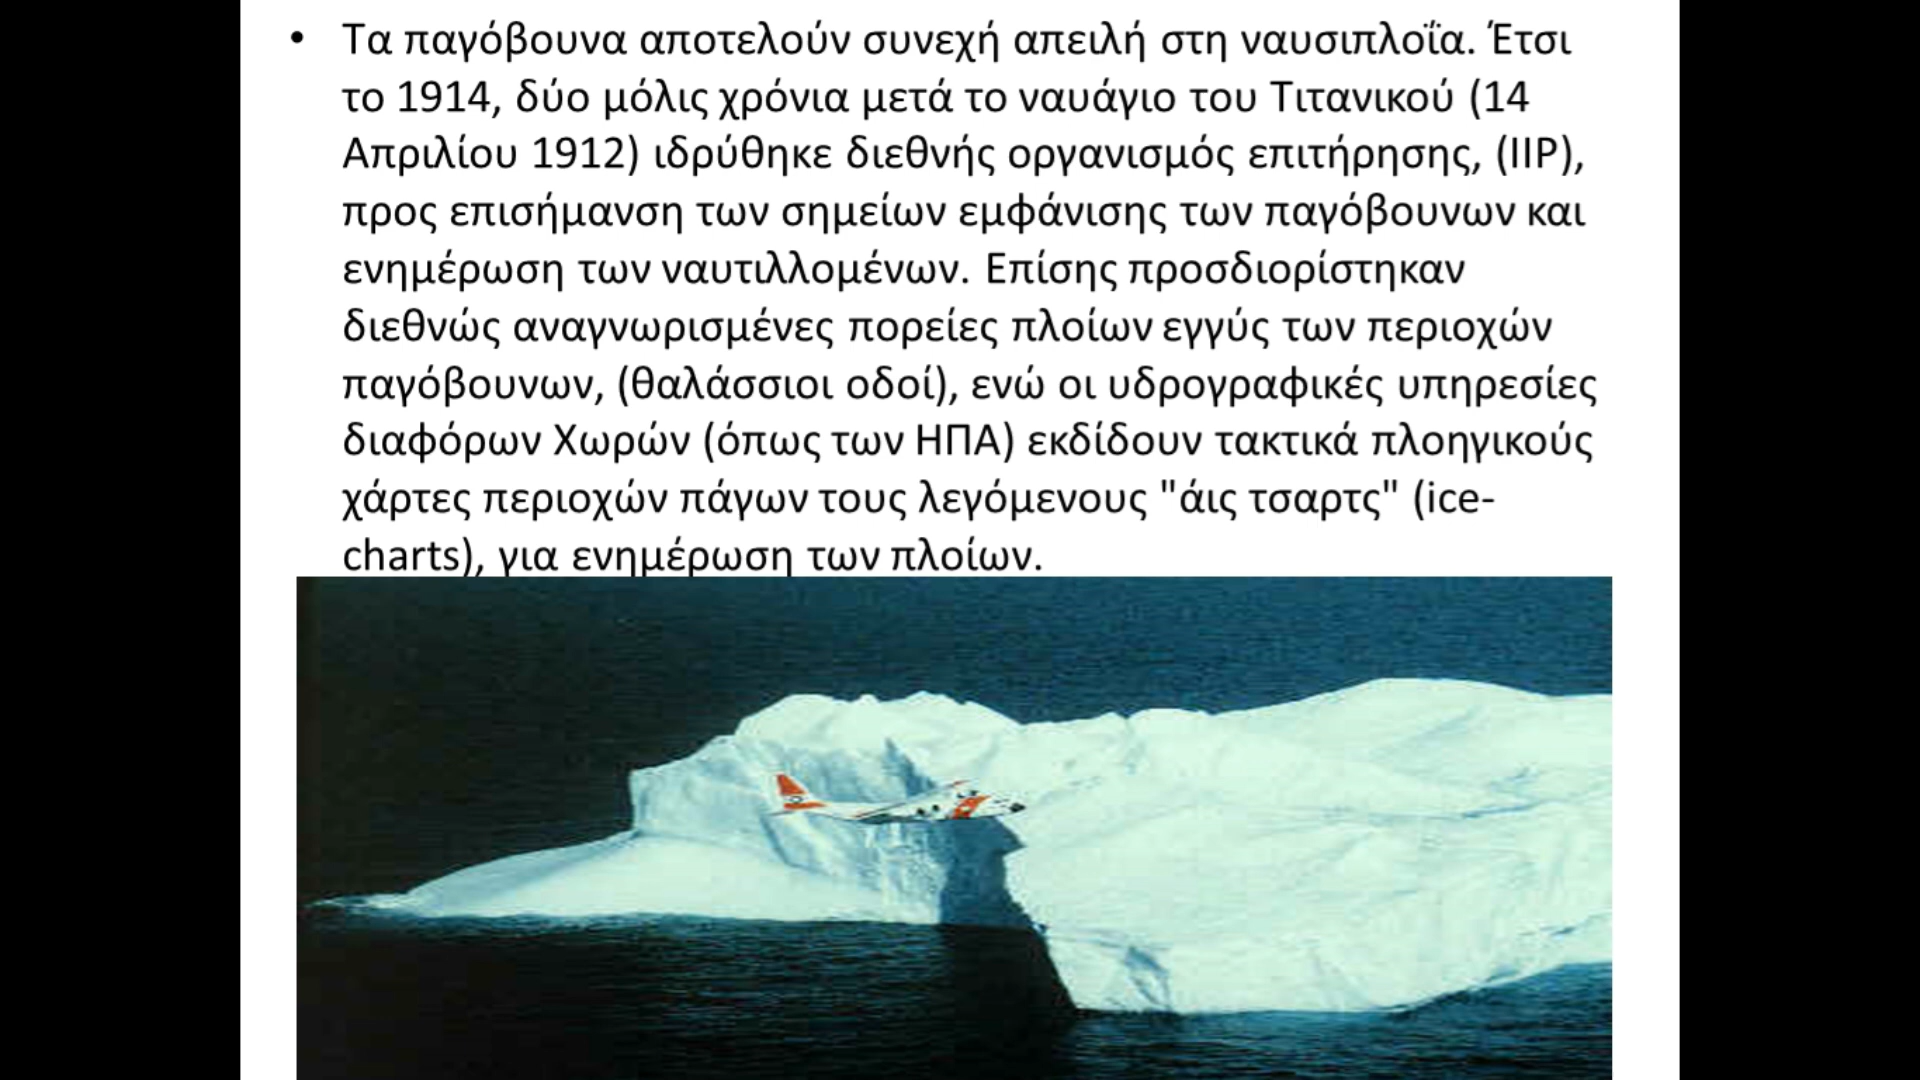 • Τα παγόβουνα αποτελούν συνεχή απειλή στη ναυσιπλοΐα. Έτσι
το 1914, δύο μόλις χρόνια μετά το ναυάγιο του Τιτανικού (14
Απριλίου 1912) ιδρύθηκε διεθνής οργανισμός επιτήρησης, (IIP),
προς επισήμανση των σημείων εμφάνισης των παγόβουνων και
ενημέρωση των ναυτιλλομένων. Επίσης προσδιορίστηκαν
διεθνώς αναγνωρισμένες πορείες πλοίων εγγύς των περιοχών
παγόβουνων, (θαλάσσιοι οδοί), ενώ οι υδρογραφικές υπηρεσίες
διαφόρων Χωρών (όπως των ΗΠΑ) εκδίδουν τακτικά πλοηγικούς
χάρτες περιοχών πάγων τους λεγόμενους "άις τσαρτς" (ice-
charts), για ενημέρωση των πλοίων.